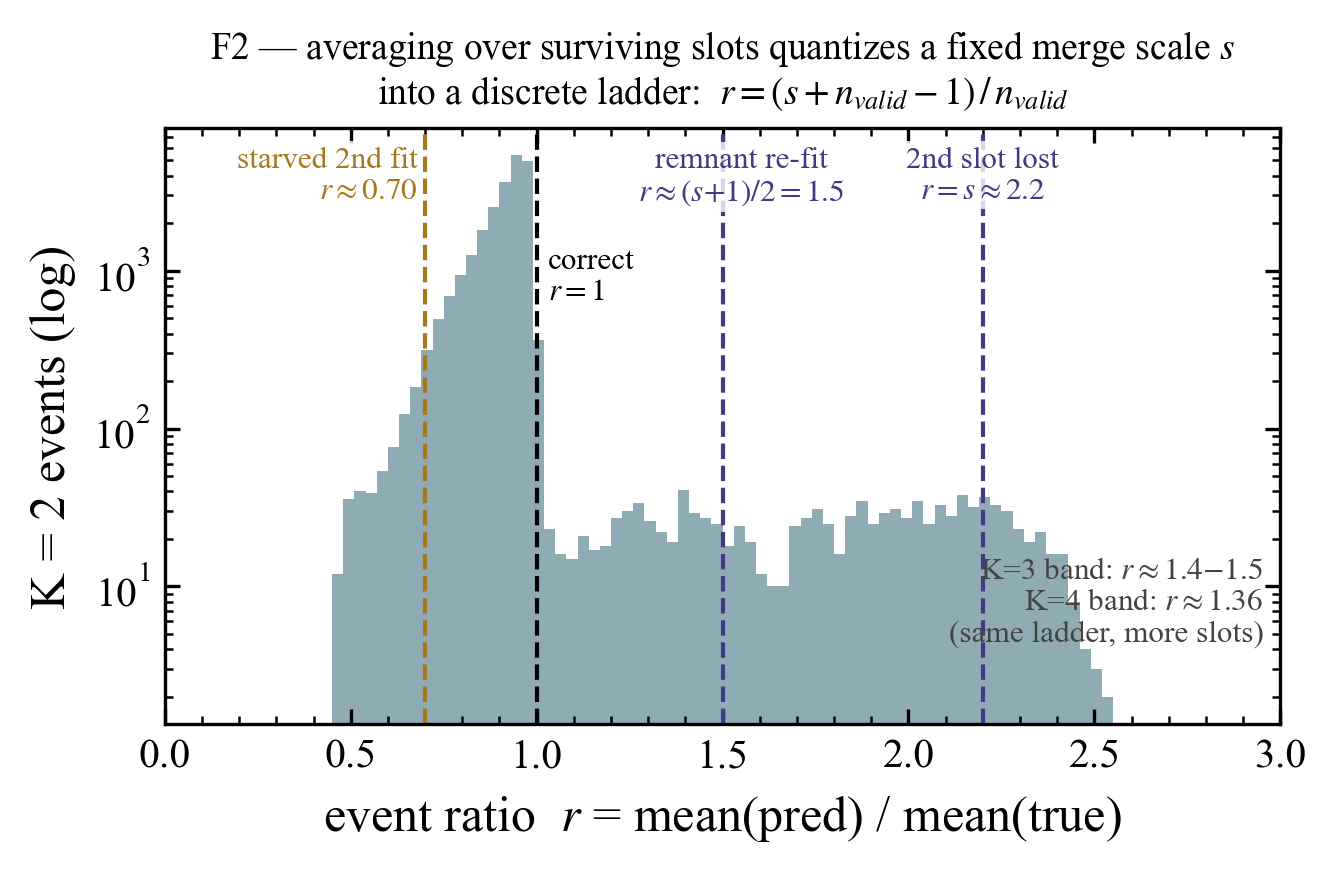 F2 — averaging over surviving slots quantizes a fixed merge scale s
into a discrete ladder: r = (s + n_valid − 1) / n_valid
starved 2nd fit
r ≈ 0.70
correct
r = 1
remnant re-fit
r ≈ (s+1)/2 = 1.5
2nd slot lost
r = s ≈ 2.2
K=3 band: r ≈ 1.4−1.5
K=4 band: r ≈ 1.36
(same ladder, more slots)
K = 2 events (log)
10³
10²
10¹
0.0 0.5 1.0 1.5 2.0 2.5 3.0
event ratio r = mean(pred) / mean(true)